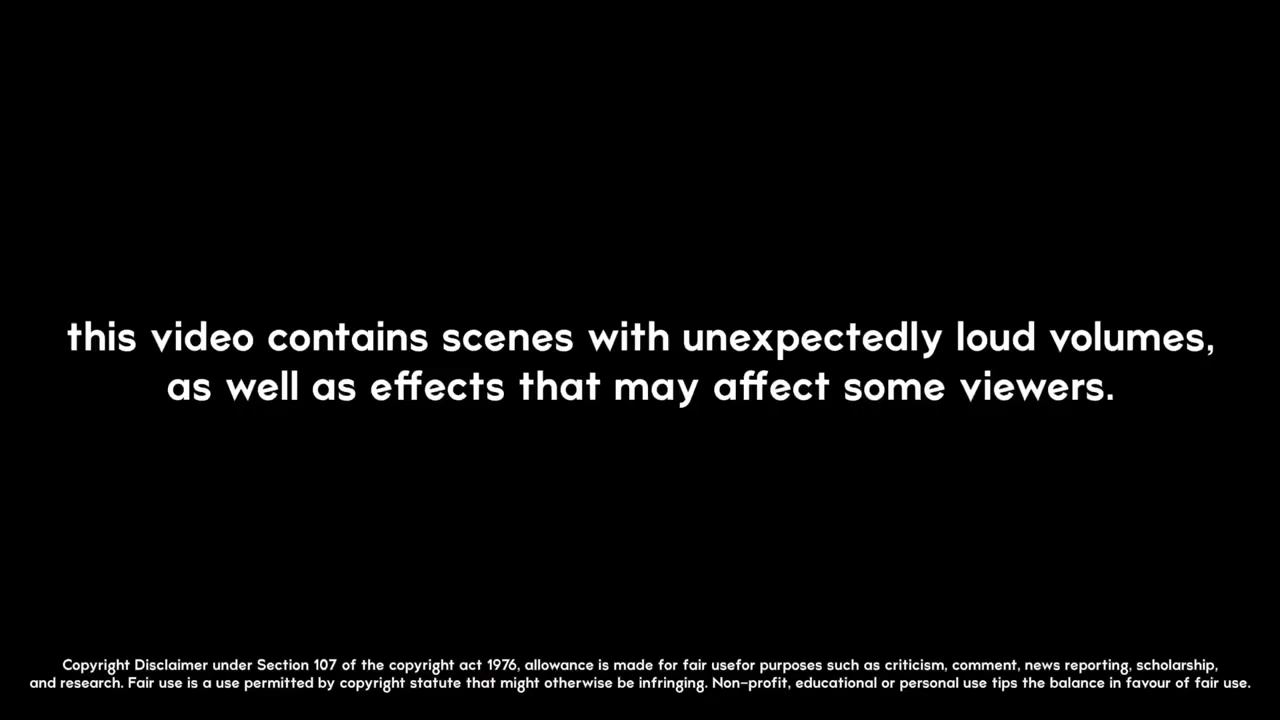 this video contains scenes with unexpectedly loud volumes,
as well as effects that may affect some viewers.
Copyright Disclaimer under Section 107 of the copyright act 1976, allowance is made for fair usefor purposes such as criticism, comment, news reporting, scholarship,
and research. Fair use is a use permitted by copyright statute that might otherwise be infringing. Non-profit, educational or personal use tips the balance in favour of fair use.